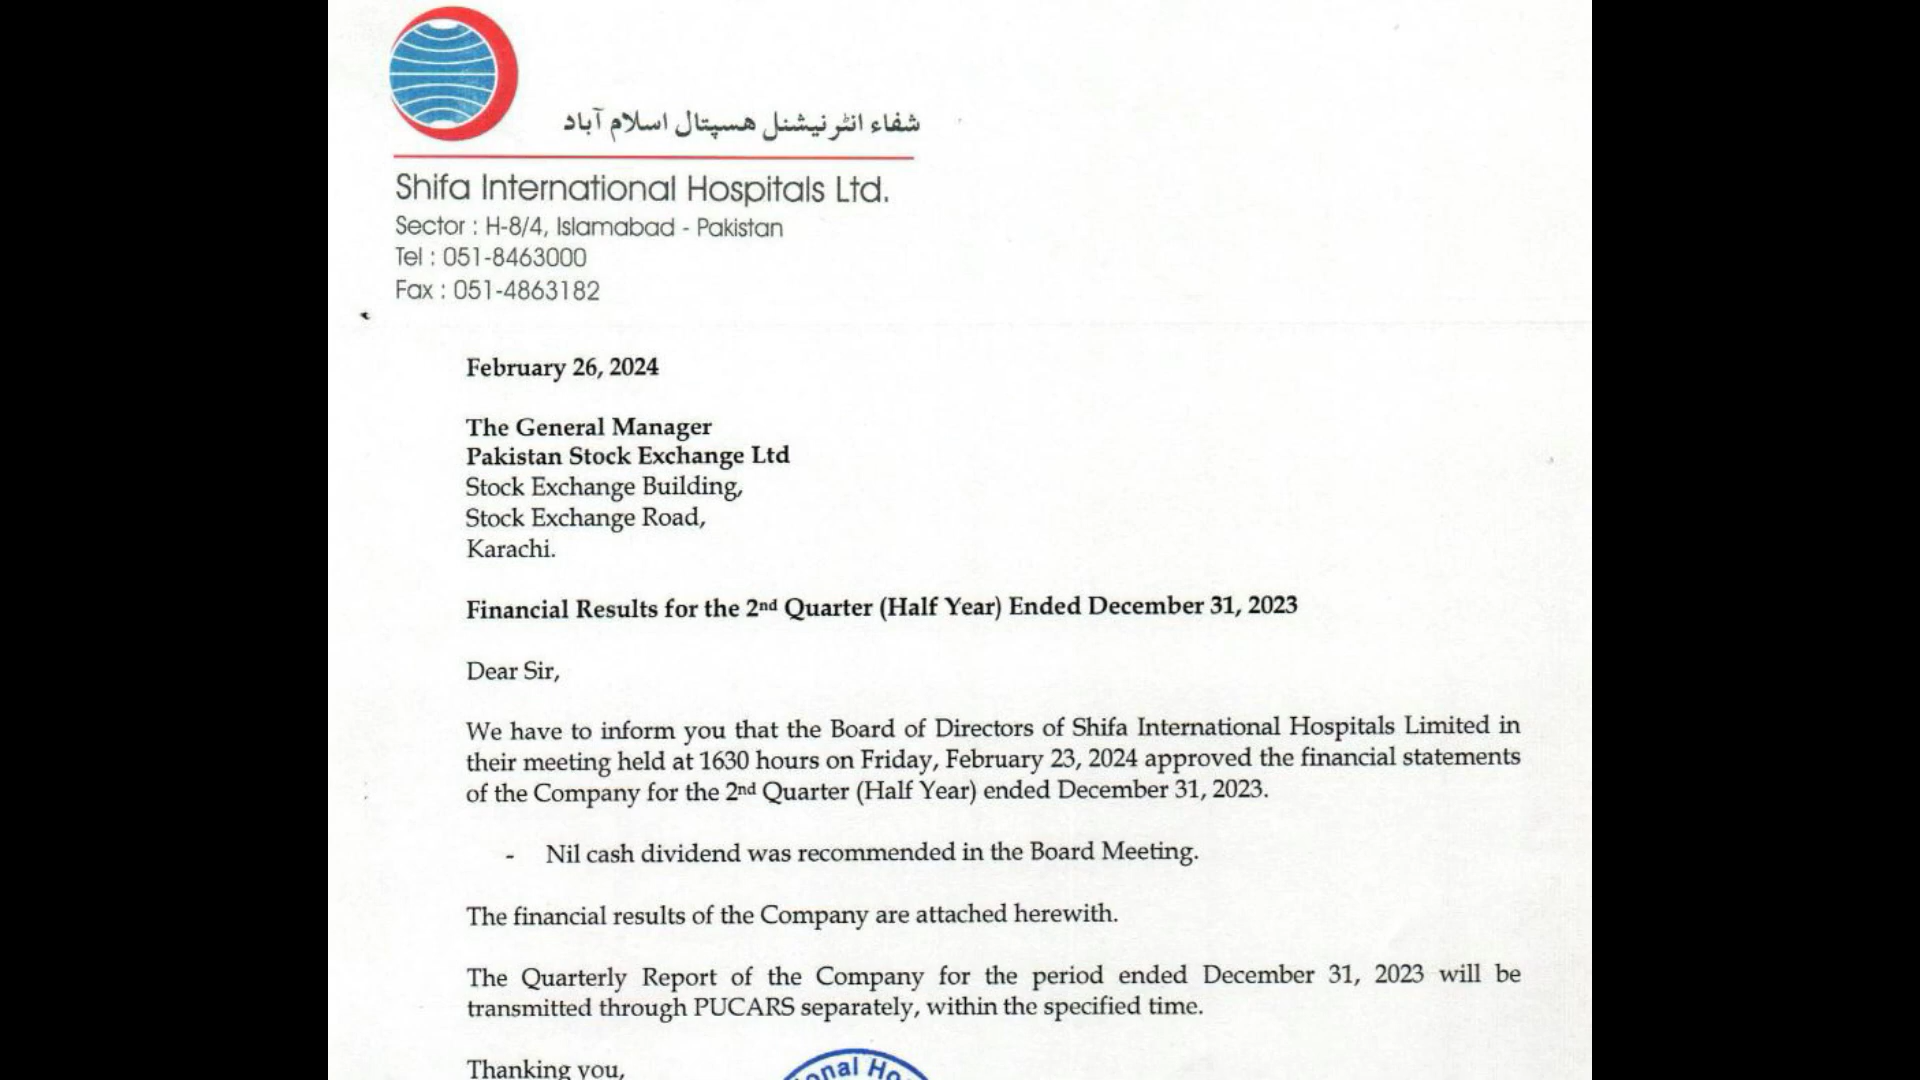 شفاء انٹرنیشنل ہسپتال اسلام آباد
Shifa International Hospitals Ltd.
Sector : H-8/4, Islamabad - Pakistan
Tel : 051-8463000
Fax : 051-4863182
February 26, 2024
The General Manager
Pakistan Stock Exchange Ltd
Stock Exchange Building,
Stock Exchange Road,
Karachi.
Financial Results for the 2nd Quarter (Half Year) Ended December 31, 2023
Dear Sir,
We have to inform you that the Board of Directors of Shifa International Hospitals Limited in
their meeting held at 1630 hours on Friday, February 23, 2024 approved the financial statements
of the Company for the 2nd Quarter (Half Year) ended December 31, 2023.
- Nil cash dividend was recommended in the Board Meeting.
The financial results of the Company are attached herewith.
The Quarterly Report of the Company for the period ended December 31, 2023 will be
transmitted through PUCARS separately, within the specified time.
Thanking you,